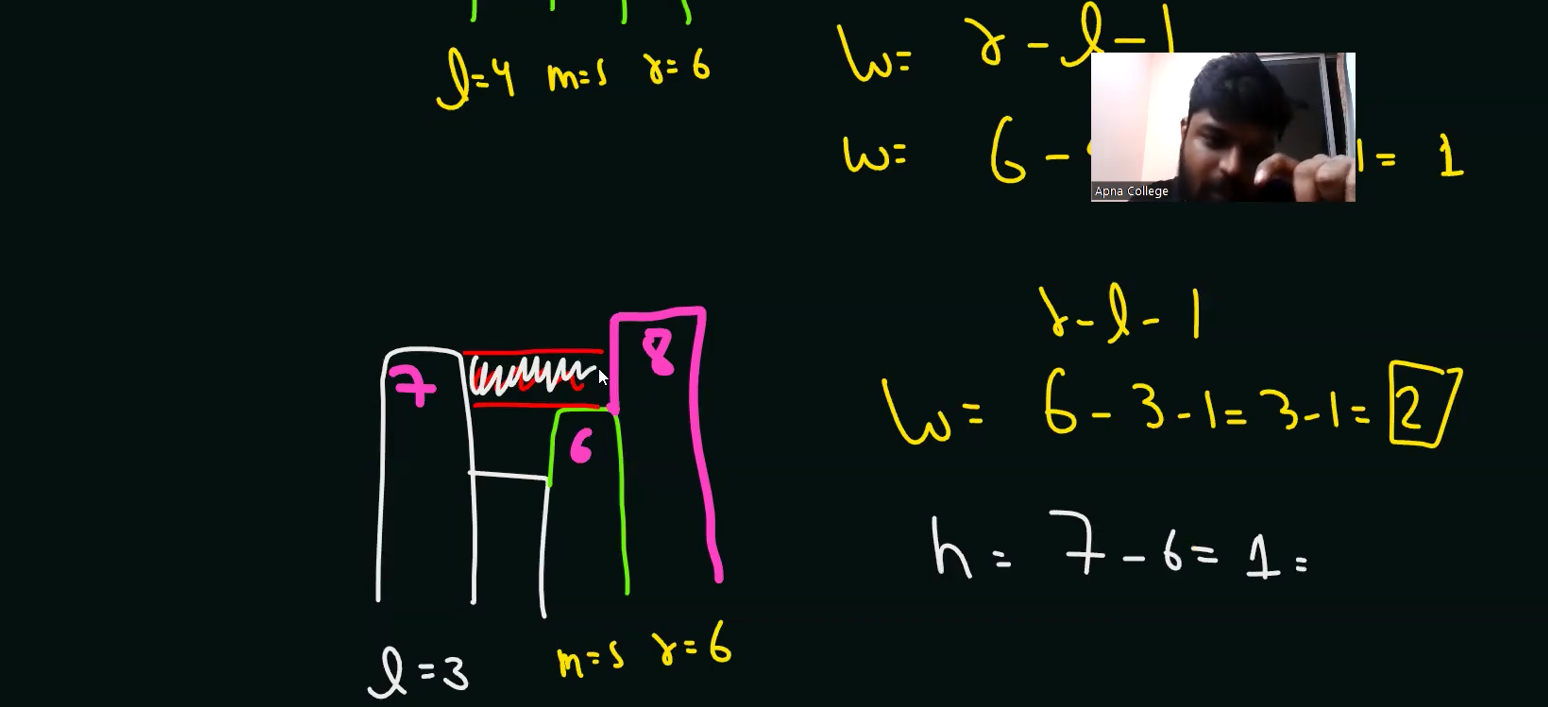 l=4 m=5 r=6
w= r-l-1
w= 6- 1= 1
Apna College
r-l-1
7
8
6
w= 6-3-1=3-1=2
h= 7-6=1=
l=3 m=5 r=6